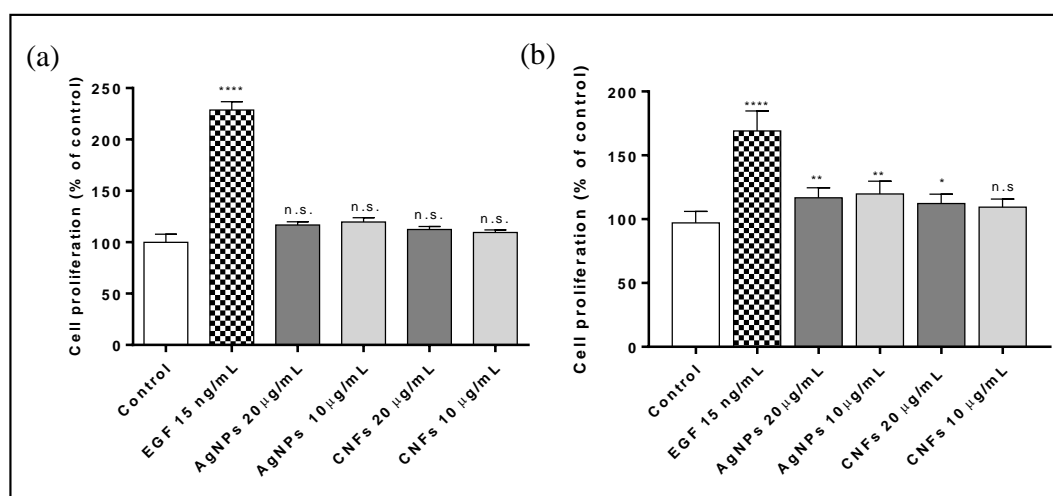 (a)
Cell proliferation (% of control)
250
200
150
100
50
0
****
n.s.
n.s.
n.s.
n.s.
Control
EGF 15 ng/mL
AgNPs 20 μg/mL
AgNPs 10 μg/mL
CNFs 20 μg/mL
CNFs 10 μg/mL
(b)
Cell proliferation (% of control)
200
150
100
50
0
****
**
**
*
n.s
Control
EGF 15 ng/mL
AgNPs 20 μg/mL
AgNPs 10 μg/mL
CNFs 20 μg/mL
CNFs 10 μg/mL